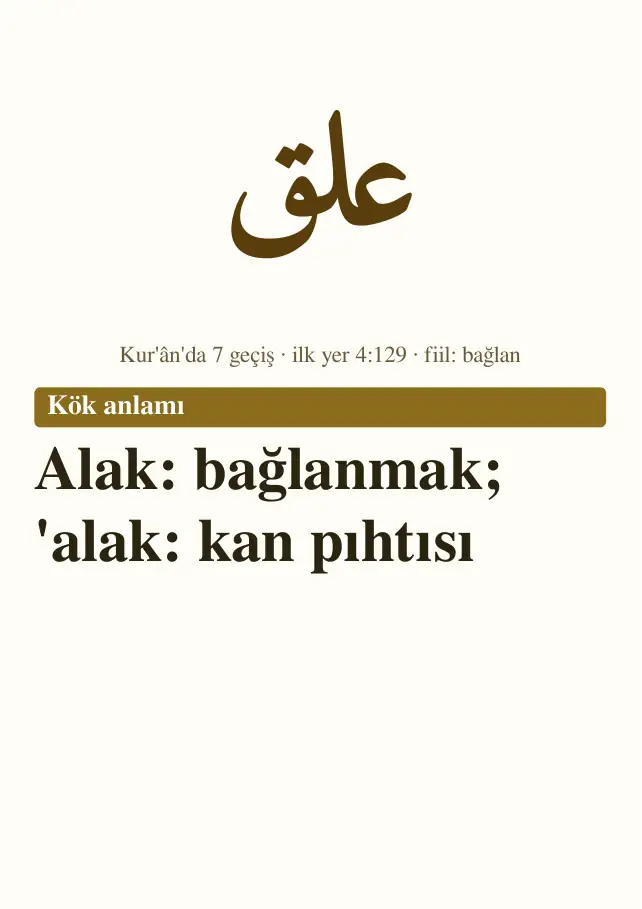 علق
Kur'ân'da 7 geçiş · ilk yer 4:129 · fiil: bağlan
Kök anlamı
Alak: bağlanmak;
'alak: kan pıhtısı